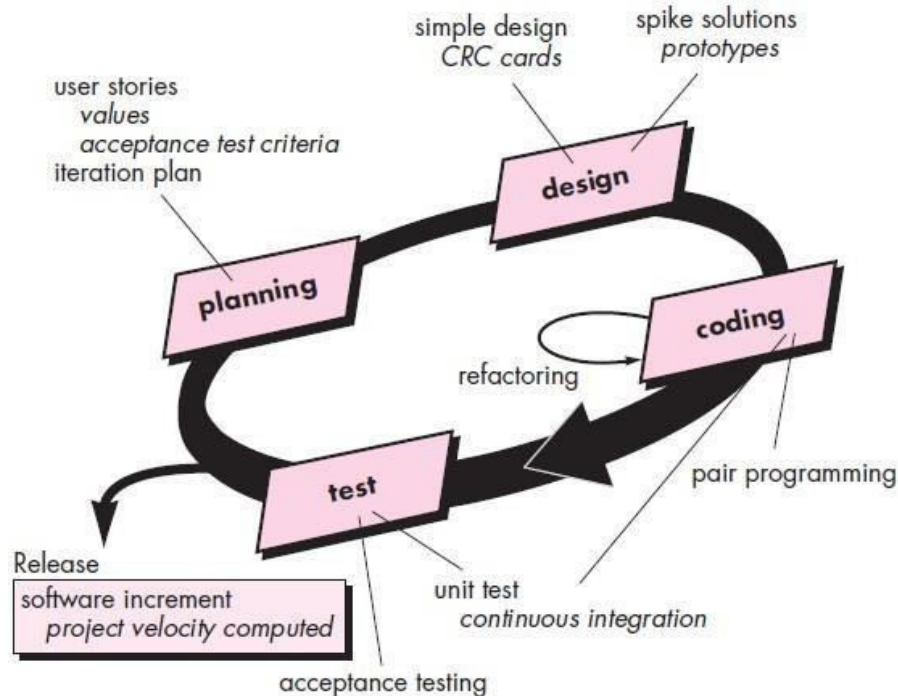 simple design
CRC cards
spike solutions
prototypes
user stories
values
acceptance test criteria
iteration plan
design
planning
coding
refactoring
test
pair programming
Release
software increment
project velocity computed
unit test
continuous integration
acceptance testing